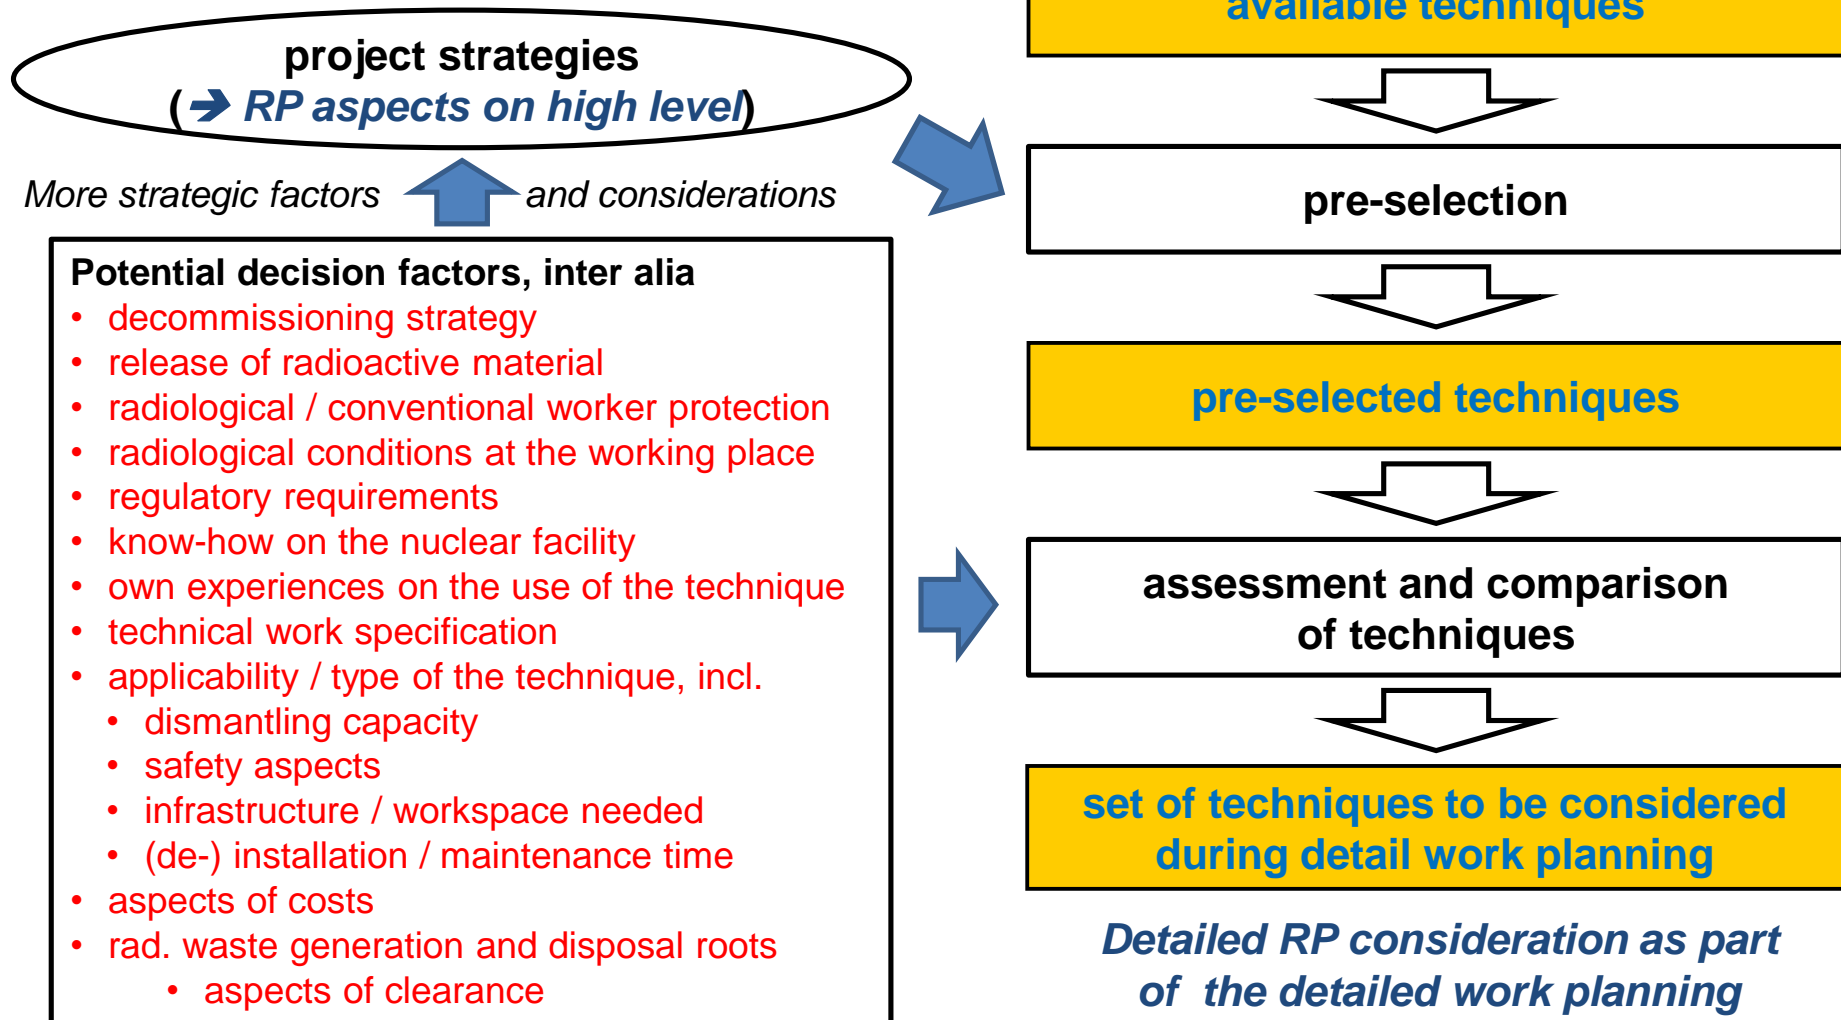 project strategies
(➔ RP aspects on high level)
More strategic factors and considerations
Potential decision factors, inter alia
• decommissioning strategy
• release of radioactive material
• radiological / conventional worker protection
• radiological conditions at the working place
• regulatory requirements
• know-how on the nuclear facility
• own experiences on the use of the technique
• technical work specification
• applicability / type of the technique, incl.
• dismantling capacity
• safety aspects
• infrastructure / workspace needed
• (de-) installation / maintenance time
• aspects of costs
• rad. waste generation and disposal roots
• aspects of clearance
available techniques
pre-selection
pre-selected techniques
assessment and comparison
of techniques
set of techniques to be considered
during detail work planning
Detailed RP consideration as part
of the detailed work planning